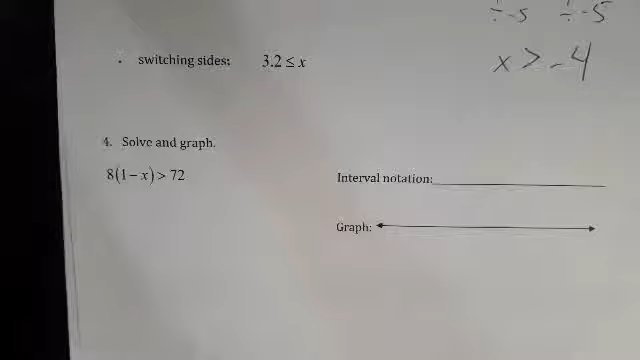 ÷ -5 ÷ -5
• switching sides: 3.2 ≤ x
x > -4
4. Solve and graph.
8(1 − x) > 72
Interval notation:
Graph: